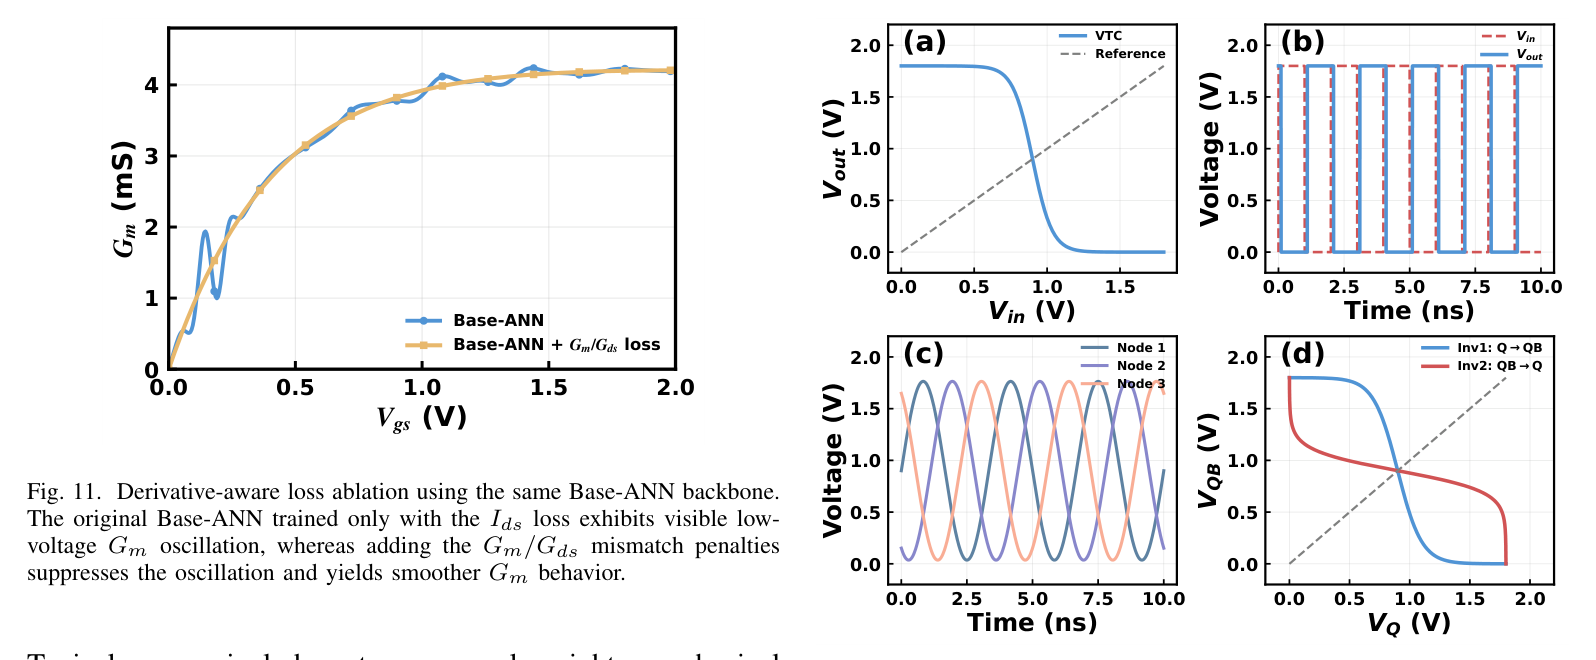 4
3
2
1
0
G_m (mS)
0.0 0.5 1.0 1.5 2.0
V_gs (V)
Base-ANN
Base-ANN + G_m/G_ds loss
Fig. 11. Derivative-aware loss ablation using the same Base-ANN backbone.
The original Base-ANN trained only with the I_ds loss exhibits visible low-
voltage G_m oscillation, whereas adding the G_m/G_ds mismatch penalties
suppresses the oscillation and yields smoother G_m behavior.
(a)
VTC
Reference
2.0
1.5
1.0
0.5
0.0
V_out (V)
0.0 0.5 1.0 1.5
V_in (V)
(b)
V_in
V_out
2.0
1.5
1.0
0.5
0.0
Voltage (V)
0.0 2.5 5.0 7.5 10.0
Time (ns)
(c)
Node 1
Node 2
Node 3
2.0
1.5
1.0
0.5
0.0
Voltage (V)
0.0 2.5 5.0 7.5 10.0
Time (ns)
(d)
Inv1: Q→QB
Inv2: QB→Q
2.0
1.5
1.0
0.5
0.0
V_QB (V)
0.0 0.5 1.0 1.5 2.0
V_Q (V)